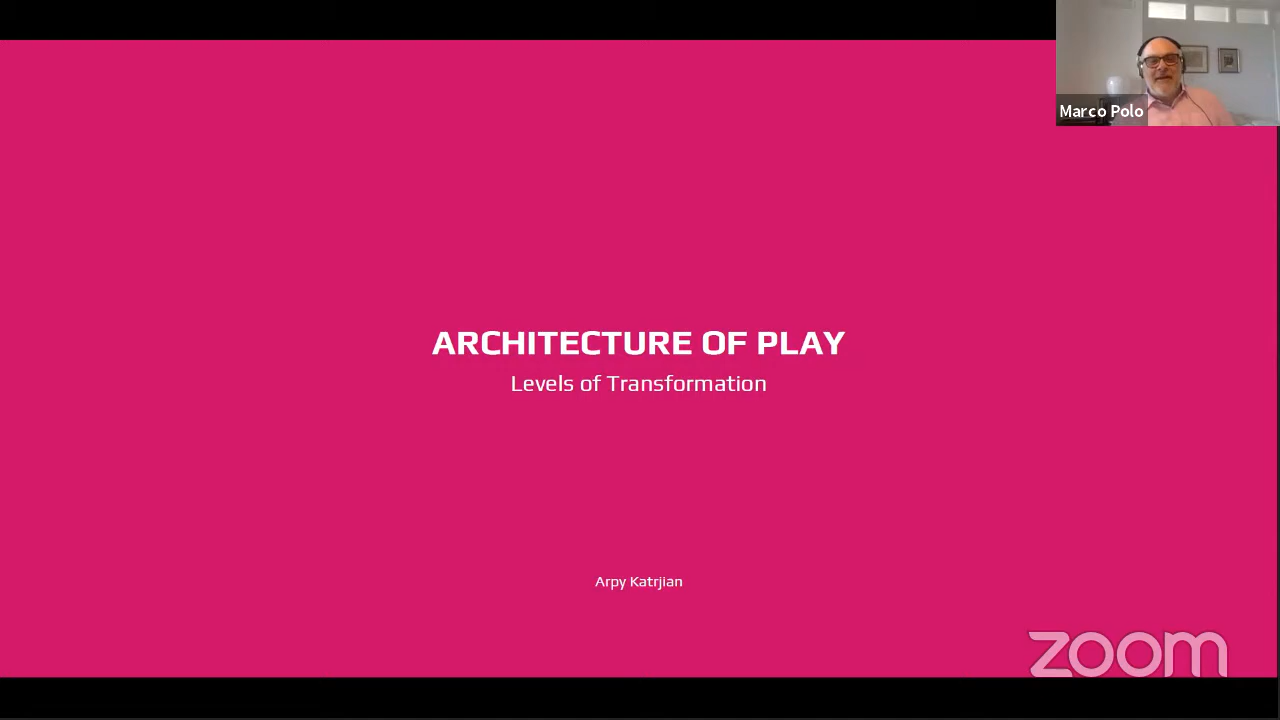 Marco Polo
ARCHITECTURE OF PLAY
Levels of Transformation
Arpy Katrjian
zoom